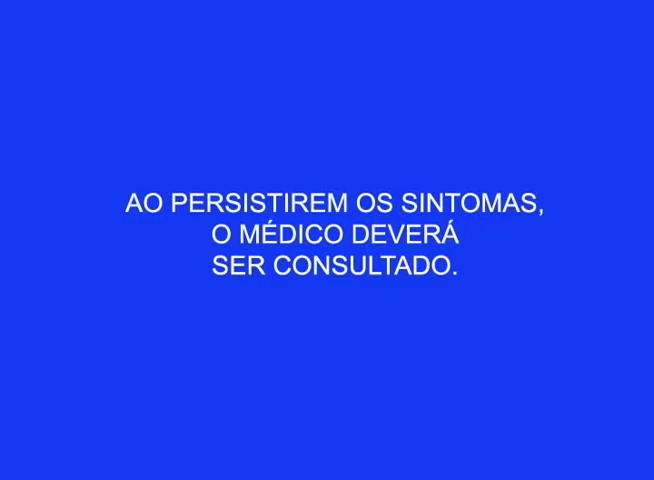 AO PERSISTIREM OS SINTOMAS,
O MÉDICO DEVERÁ
SER CONSULTADO.